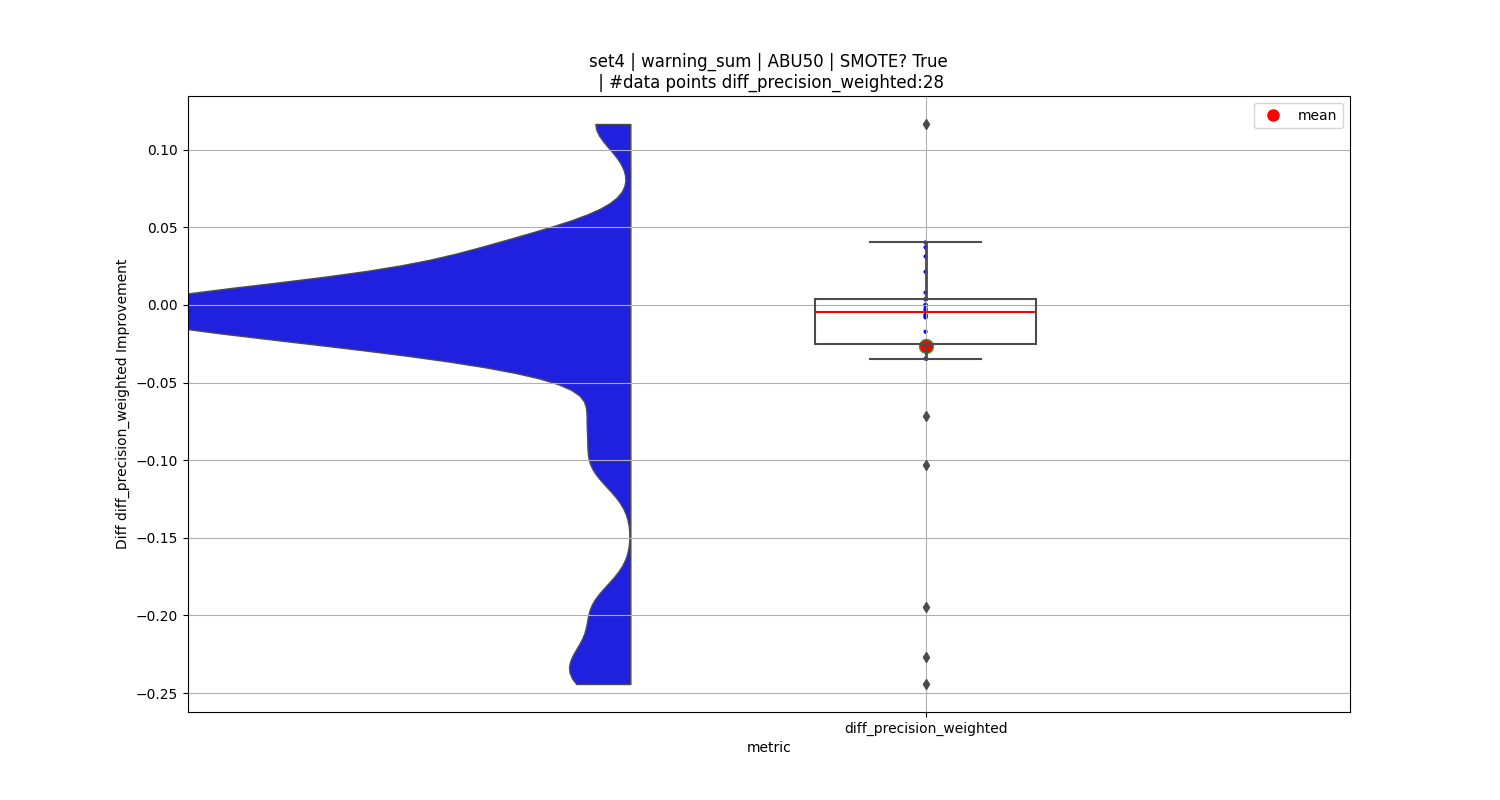 set4 | warning_sum | ABU50 | SMOTE? True
| #data points diff_precision_weighted:28
mean
0.10
0.05
0.00
−0.05
−0.10
−0.15
−0.20
−0.25
Diff diff_precision_weighted Improvement
diff_precision_weighted
metric